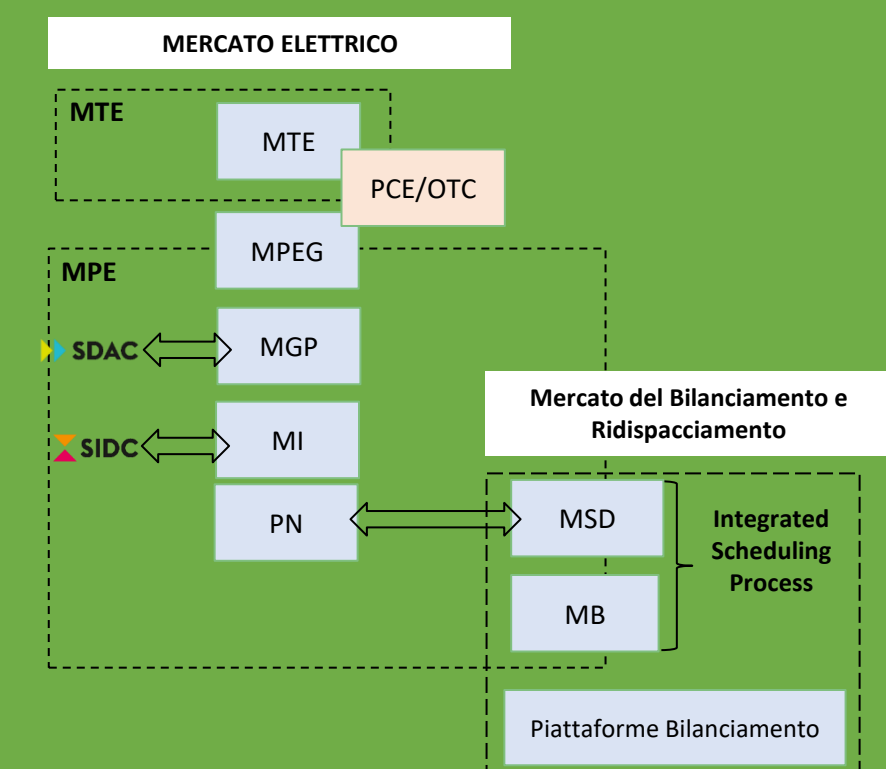 MERCATO ELETTRICO
MTE
MTE
PCE/OTC
MPEG
MPE
SDAC
MGP
Mercato del Bilanciamento e
Ridispacciamento
SIDC
MI
PN
MSD
Integrated
Scheduling
Process
MB
Piattaforme Bilanciamento